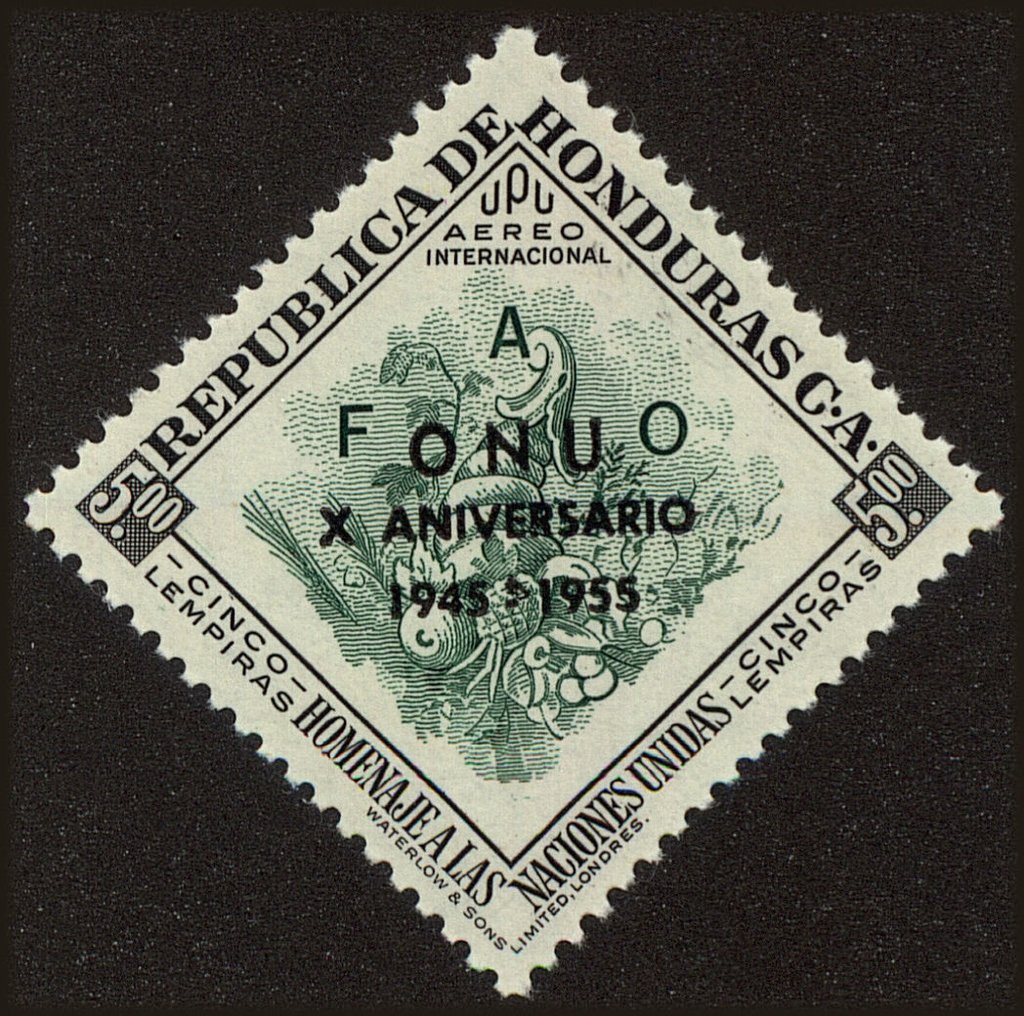 REPUBLICA DE HONDURAS C.A.
UPU
AEREO
INTERNACIONAL
F A O
ONU
X ANIVERSARIO
1945 1955
5.00
5.00
—CINCO—
LEMPIRAS
—CINCO—
LEMPIRAS
HOMENAJE A LAS NACIONES UNIDAS
WATERLOW & SONS LIMITED, LONDRES.